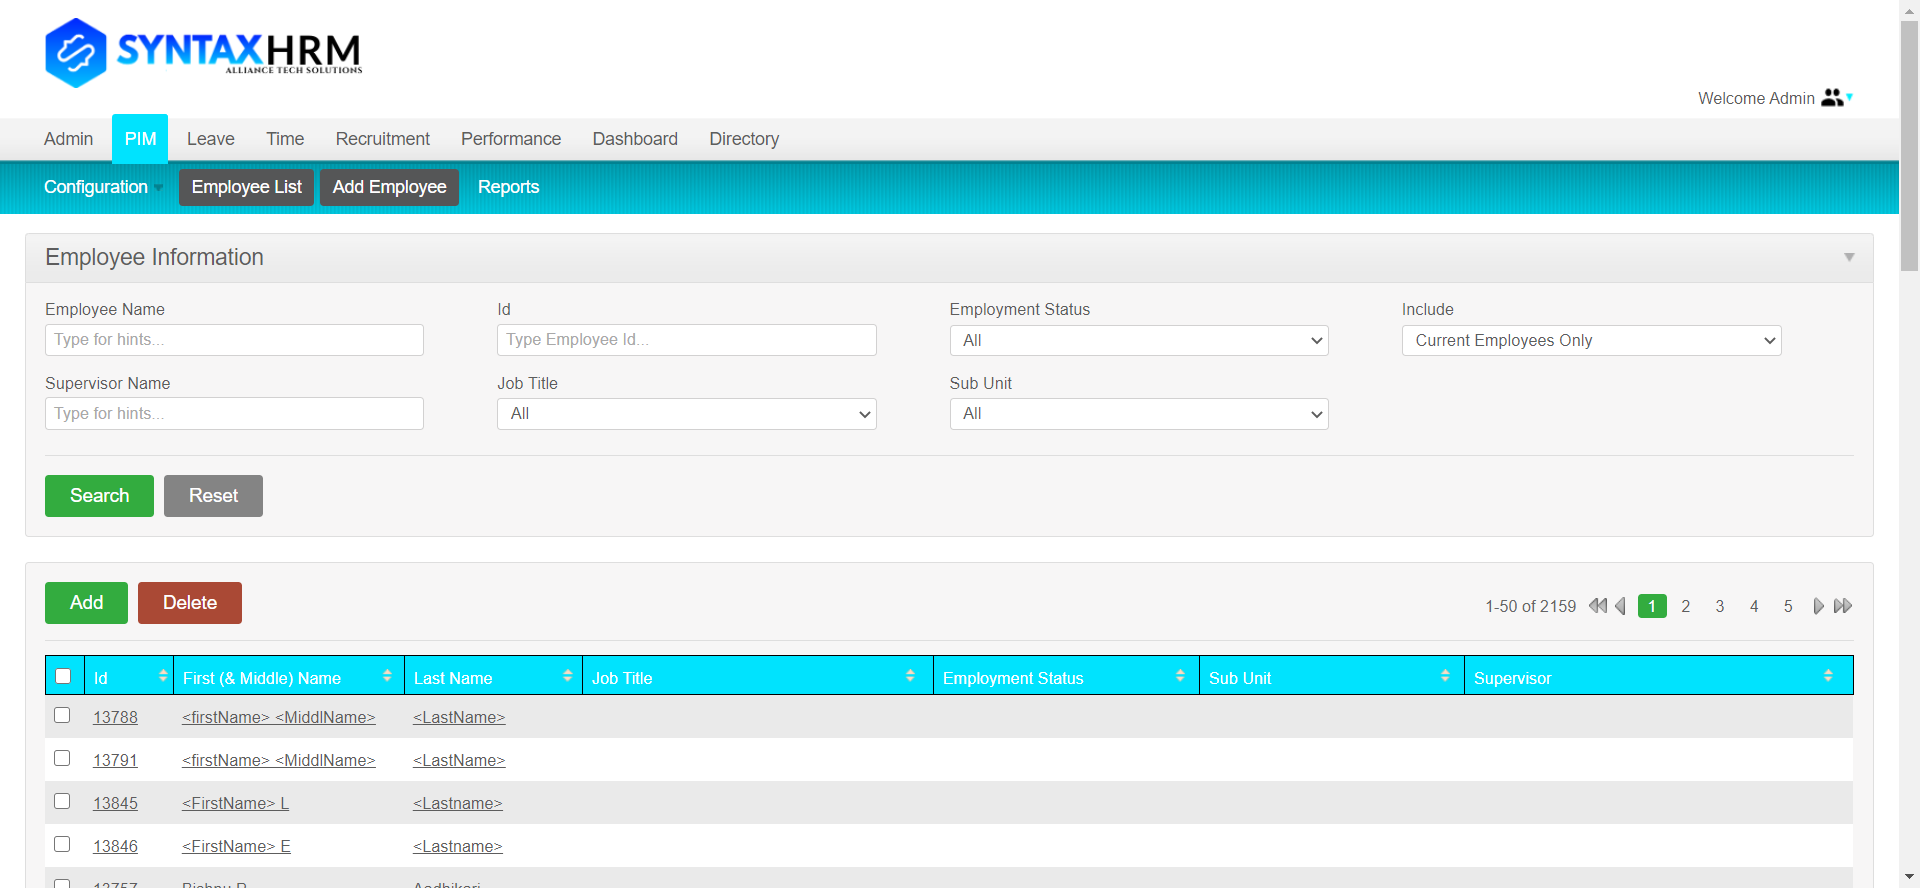 SYNTAXHRM
ALLIANCE TECH SOLUTIONS
Welcome Admin
Admin PIM Leave Time Recruitment Performance Dashboard Directory
Configuration Employee List Add Employee Reports
Employee Information
Employee Name Id Employment Status Include
Type for hints... Type Employee Id... All Current Employees Only
Supervisor Name Job Title Sub Unit
Type for hints... All All
Search Reset
Add Delete 1-50 of 2159 1 2 3 4 5
Id First (& Middle) Name Last Name Job Title Employment Status Sub Unit Supervisor
13788 <firstName> <MiddlName> <LastName>
13791 <firstName> <MiddlName> <LastName>
13845 <FirstName> L <Lastname>
13846 <FirstName> E <Lastname>